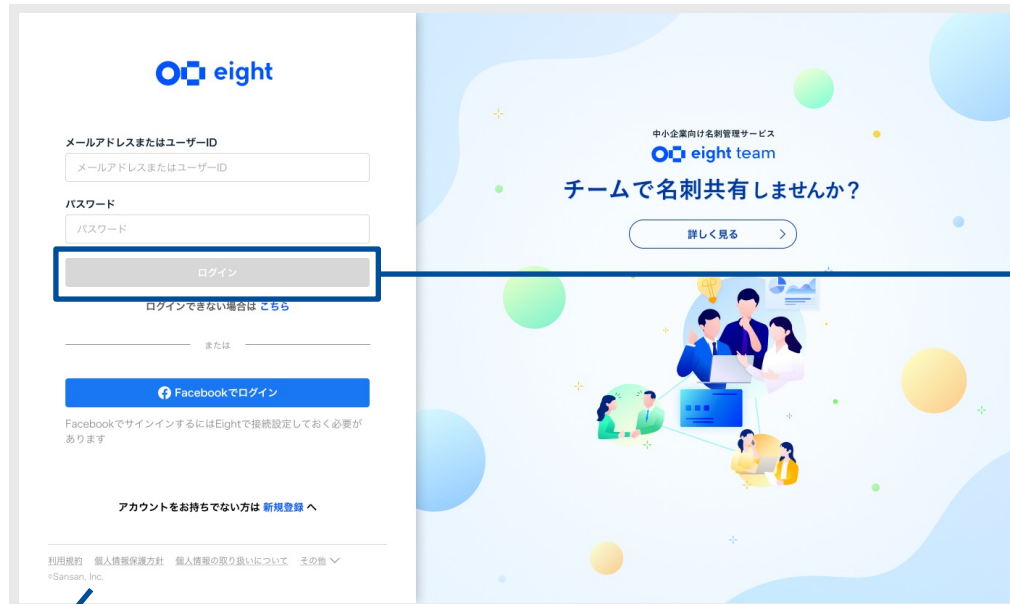 eight
メールアドレスまたはユーザーID
メールアドレスまたはユーザーID
パスワード
パスワード
ログイン
ログインできない場合は こちら
または
Facebookでログイン
FacebookでサインインするにはEightで接続設定しておく必要が
あります
アカウントをお持ちでない方は 新規登録 へ
利用規約 個人情報保護方針 個人情報の取り扱いについて その他
©Sansan, Inc.
中小企業向け名刺管理サービス
eight team
チームで名刺共有しませんか?
詳しく見る